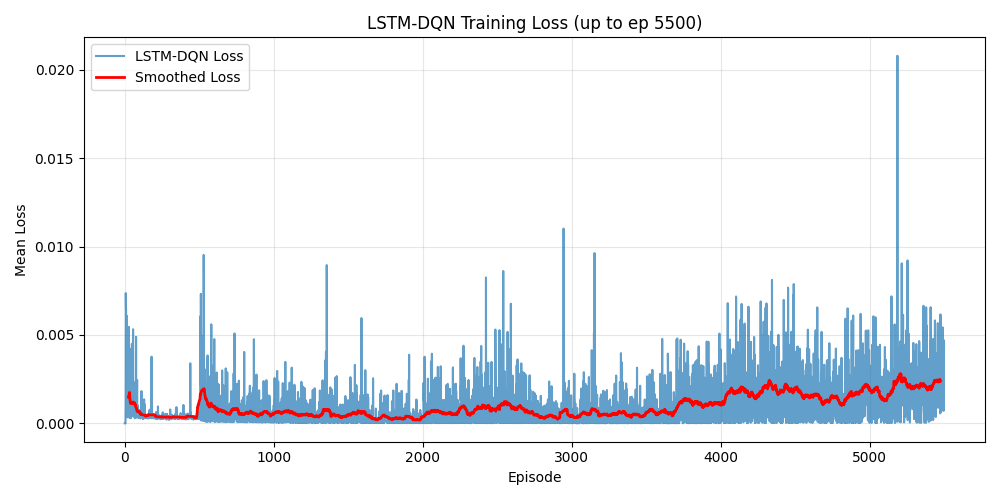 LSTM-DQN Training Loss (up to ep 5500)
LSTM-DQN Loss
Smoothed Loss
0.020
0.015
0.010
0.005
0.000
Mean Loss
0 1000 2000 3000 4000 5000
Episode